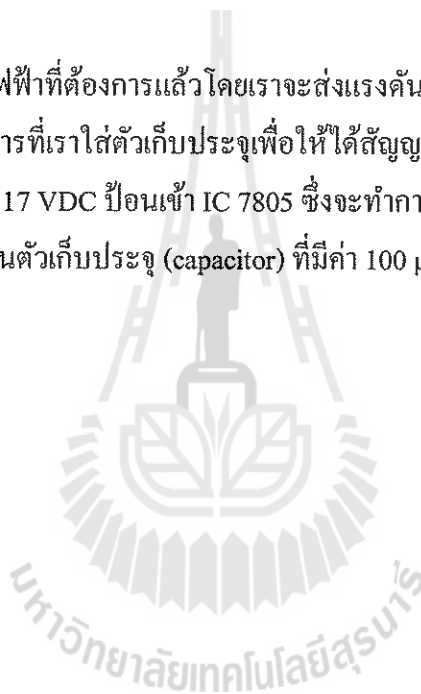 ฟฟ้าที่ต้องการแล้วโดยเราจะส่งแรงดัน
ารที่เราใส่ตัวเก็บประจุเพื่อให้ได้สัญญ
17 VDC ป้อนเข้า IC 7805 ซึ่งจะทำกา
นตัวเก็บประจุ (capacitor) ที่มีค่า 100 μ
มหาวิทยาลัยเทคโนโลยีสุรนารี